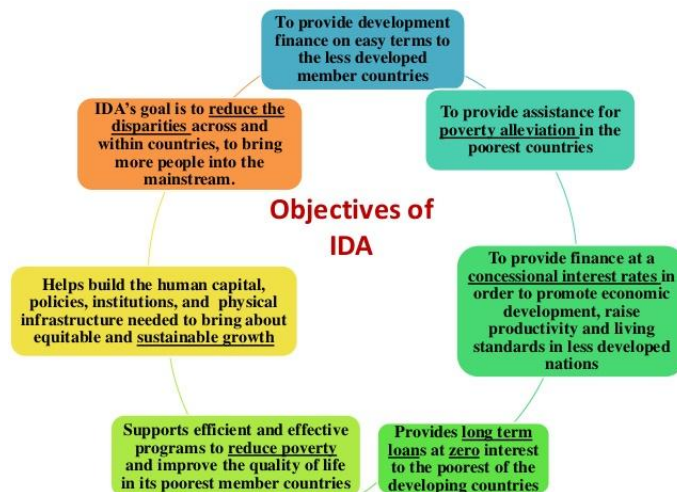 To provide development
finance on easy terms to
the less developed
member countries
To provide assistance for
poverty alleviation in the
poorest countries
To provide finance at a
concessional interest rates in
order to promote economic
development, raise
productivity and living
standards in less developed
nations
Provides long term
loans at zero interest
to the poorest of the
developing countries
Supports efficient and effective
programs to reduce poverty
and improve the quality of life
in its poorest member countries
Helps build the human capital,
policies, institutions, and physical
infrastructure needed to bring about
equitable and sustainable growth
IDA’s goal is to reduce the
disparities across and
within countries, to bring
more people into the
mainstream.
Objectives of
IDA